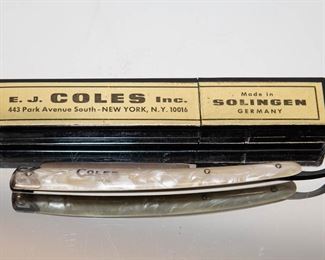 E. J. COLES Inc.
443 Park Avenue South - NEW YORK, N.Y. 10016
Made in
SOLINGEN
GERMANY
COLES